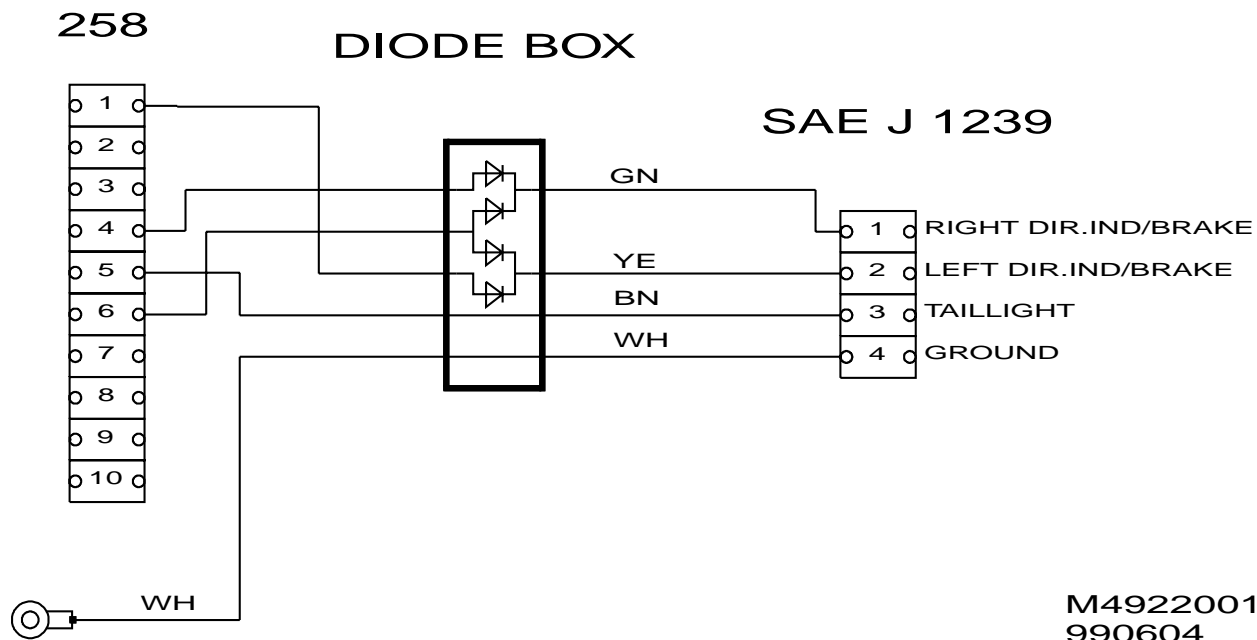 258
DIODE BOX
SAE J 1239
1
2
3
4
5
6
7
8
9
10
GN
YE
BN
WH
1 RIGHT DIR.IND/BRAKE
2 LEFT DIR.IND/BRAKE
3 TAILLIGHT
4 GROUND
WH
M4922001
990604